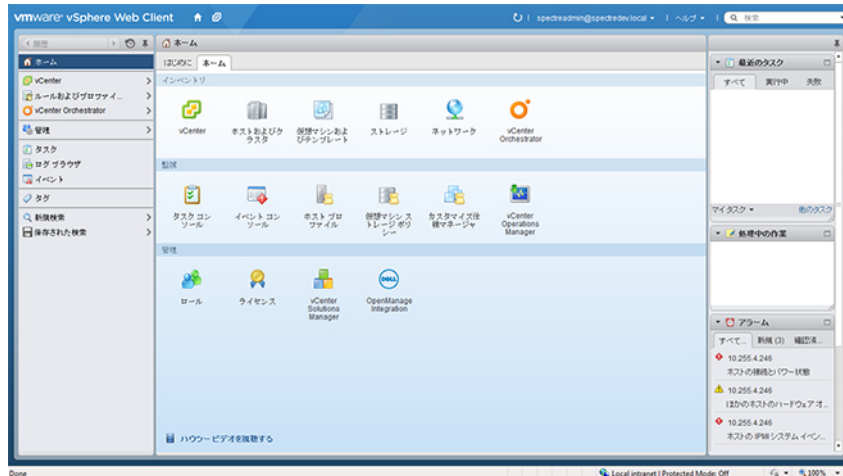 vmware® vSphere Web Client
spectreadmin@spectredev.local
ヘルプ
検索
履歴
ホーム
vCenter
ルールおよびプロファイ...
vCenter Orchestrator
管理
タスク
ログ ブラウザ
イベント
タグ
新規検索
保存された検索
ホーム
はじめに
ホーム
インベントリ
vCenter
ホストおよびクラスタ
仮想マシンおよびテンプレート
ストレージ
ネットワーク
vCenter Orchestrator
監視
タスク コンソール
イベント コンソール
ホスト プロファイル
仮想マシン ストレージ ポリシー
カスタマイズ仕様マネージャ
vCenter Operations Manager
管理
ロール
ライセンス
vCenter Solutions Manager
DELL
OpenManage Integration
ハウツー ビデオを視聴する
最近のタスク
すべて
実行中
失敗
マイ タスク
他のタスク
処理中の作業
アラーム
すべて...
新規 (3)
確認済...
10.255.4.246
ホストの接続とパワー状態
10.255.4.246
ほかのホストのハードウェア オ...
10.255.4.246
ホストの IPMI システム イベン...
Done
Local intranet | Protected Mode: Off
100%